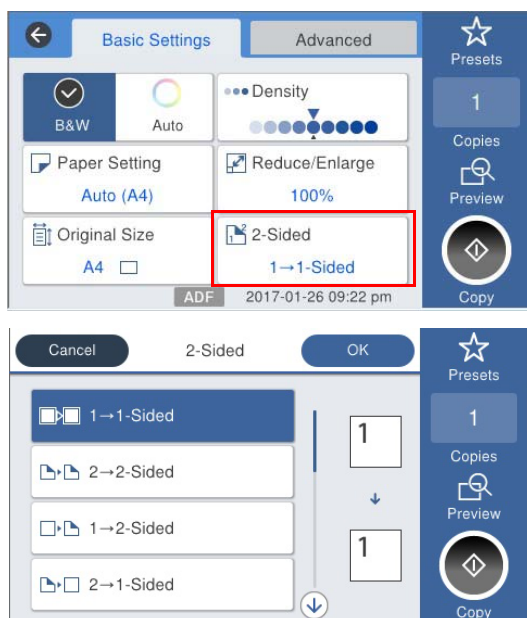 Basic Settings
Advanced
Presets
B&W
Auto
Density
1
Copies
Paper Setting
Auto (A4)
Reduce/Enlarge
100%
Preview
Original Size
A4
1 2
2-Sided
1→1-Sided
ADF
2017-01-26 09:22 pm
Copy
Cancel
2-Sided
OK
Presets
1→1-Sided
1
1
Copies
2→2-Sided
Preview
1→2-Sided
1
2→1-Sided
Copy